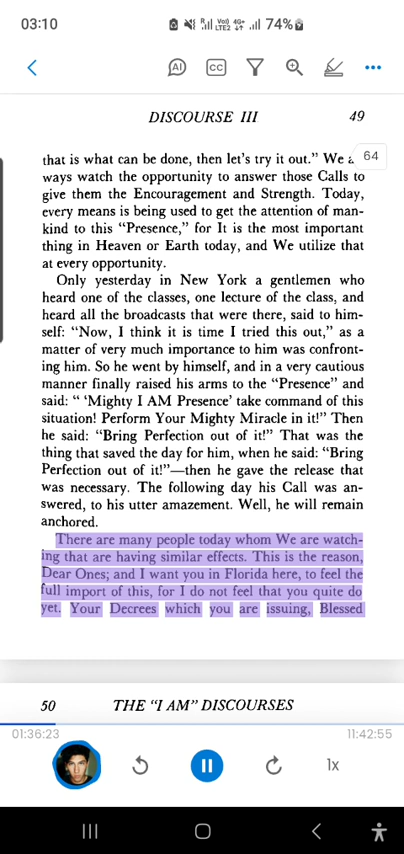 03:10
74%
AI
CC
DISCOURSE III 49
64
that is what can be done, then let's try it out." We
ways watch the opportunity to answer those Calls to
give them the Encouragement and Strength. Today,
every means is being used to get the attention of man-
kind to this "Presence," for It is the most important
thing in Heaven or Earth today, and We utilize that
at every opportunity.
Only yesterday in New York a gentlemen who
heard one of the classes, one lecture of the class, and
heard all the broadcasts that were there, said to him-
self: "Now, I think it is time I tried this out," as a
matter of very much importance to him was confront-
ing him. So he went by himself, and in a very cautious
manner finally raised his arms to the "Presence" and
said: " 'Mighty I AM Presence' take command of this
situation! Perform Your Mighty Miracle in it!" Then
he said: "Bring Perfection out of it!" That was the
thing that saved the day for him, when he said: "Bring
Perfection out of it!"—then he gave the release that
was necessary. The following day his Call was an-
swered, to his utter amazement. Well, he will remain
anchored.
There are many people today whom We are watch-
ing that are having similar effects. This is the reason,
Dear Ones; and I want you in Florida here, to feel the
full import of this, for I do not feel that you quite do
yet. Your Decrees which you are issuing, Blessed
50 THE "I AM" DISCOURSES
01:36:23 11:42:55
1x